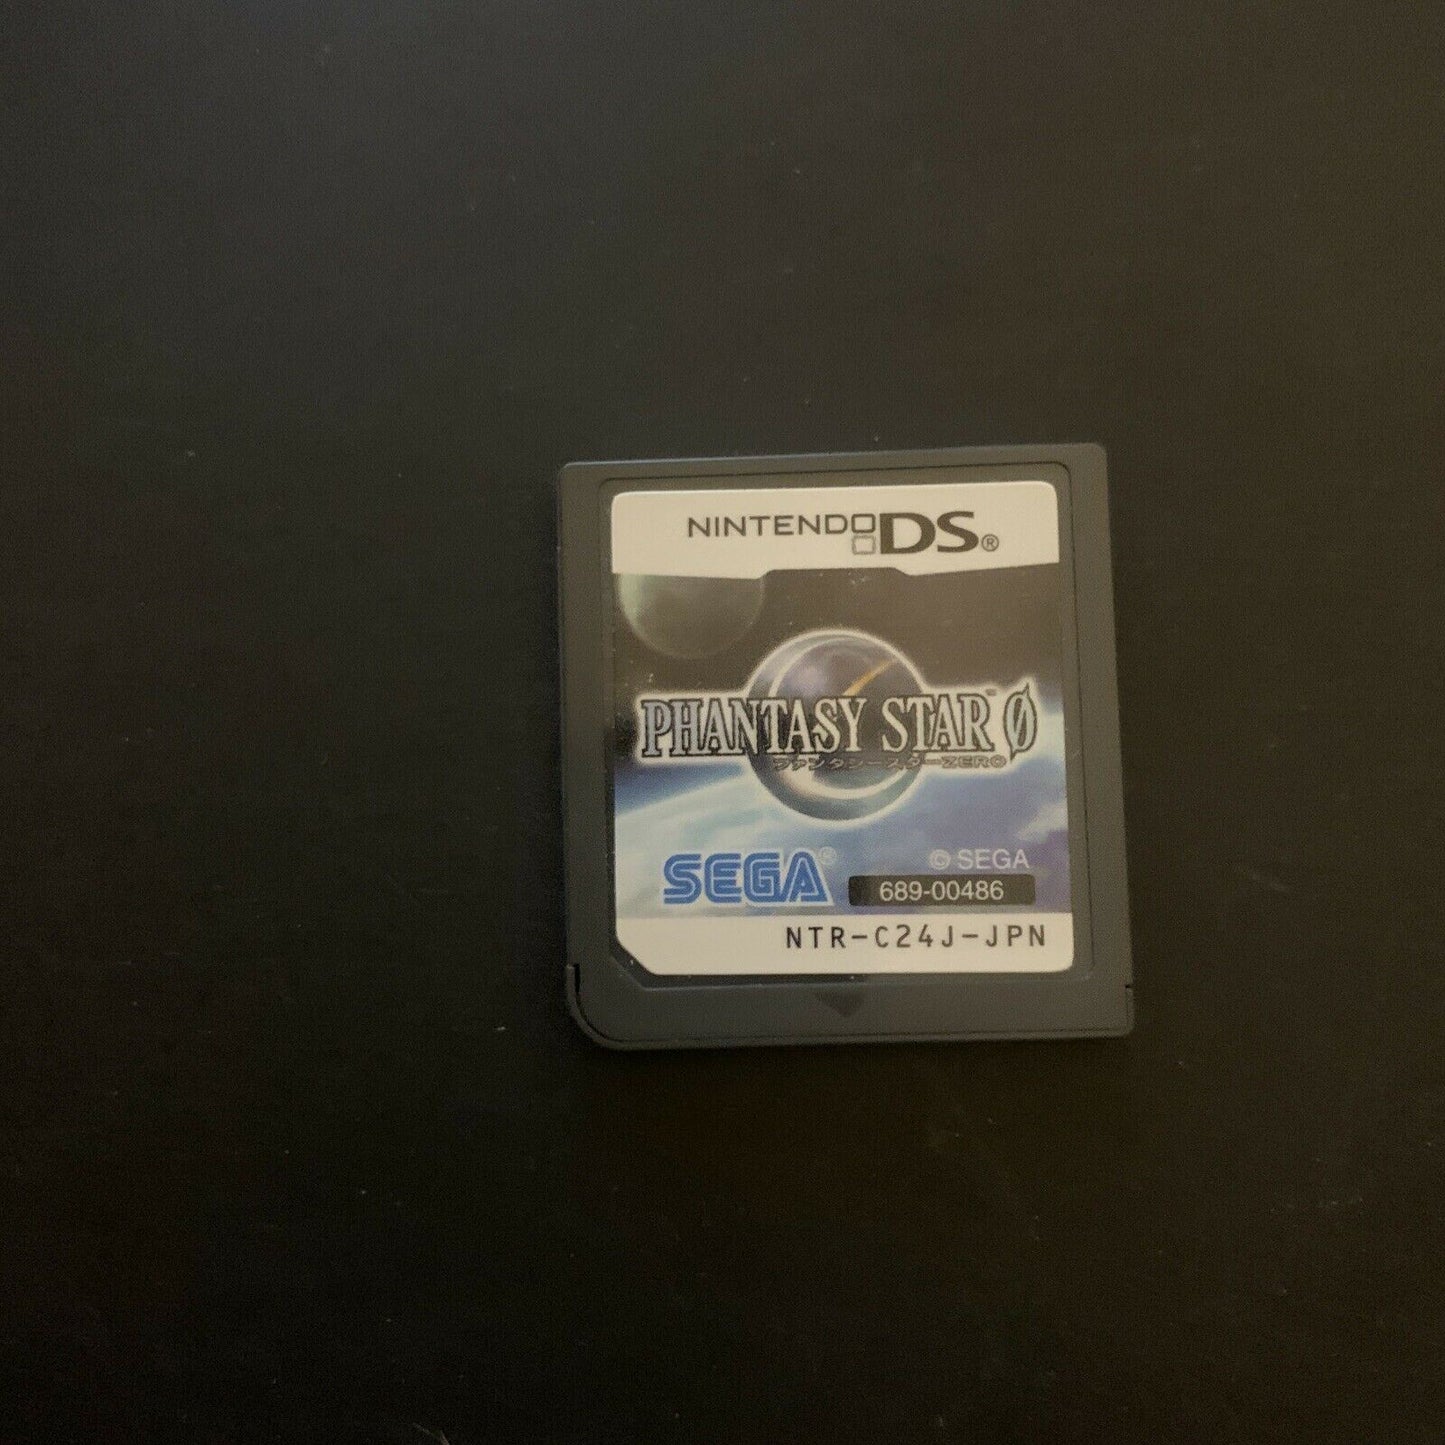 NINTENDO DS®
PHANTASY STAR Ø ™
ファンタシースターZERO
SEGA®
© SEGA
689-00486
NTR-C24J-JPN